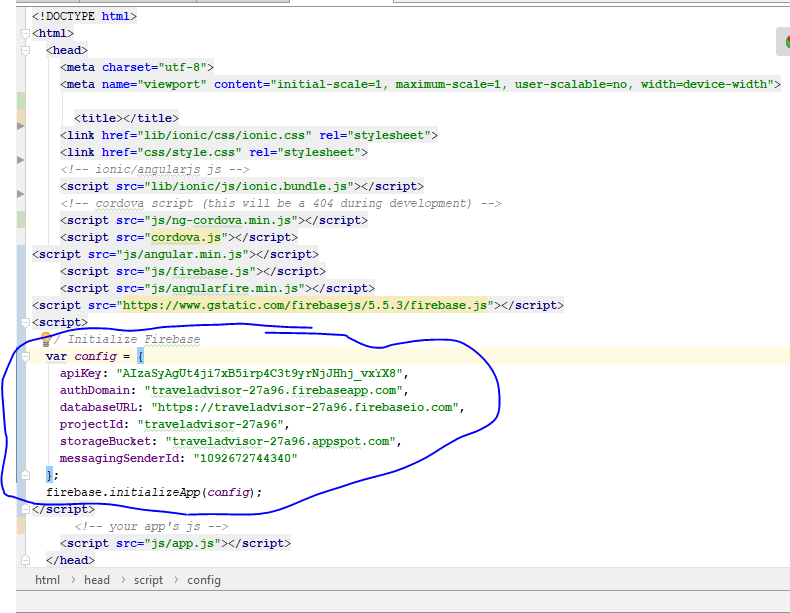 <!DOCTYPE html>
<html>
<head>
<meta charset="utf-8">
<meta name="viewport" content="initial-scale=1, maximum-scale=1, user-scalable=no, width=device-width">
<title></title>
<link href="lib/ionic/css/ionic.css" rel="stylesheet">
<link href="css/style.css" rel="stylesheet">
<!-- ionic/angularjs js -->
<script src="lib/ionic/js/ionic.bundle.js"></script>
<!-- cordova script (this will be a 404 during development) -->
<script src="js/ng-cordova.min.js"></script>
<script src="cordova.js"></script>
<script src="js/angular.min.js"></script>
<script src="js/firebase.js"></script>
<script src="js/angularfire.min.js"></script>
<script src="https://www.gstatic.com/firebasejs/5.5.3/firebase.js"></script>
<script>
/ Initialize Firebase
var config = {
apiKey: "AIzaSyAgUt4ji7xB5irp4C3t9yrNjJHhj_vxYX8",
authDomain: "traveladvisor-27a96.firebaseapp.com",
databaseURL: "https://traveladvisor-27a96.firebaseio.com",
projectId: "traveladvisor-27a96",
storageBucket: "traveladvisor-27a96.appspot.com",
messagingSenderId: "1092672744340"
};
firebase.initializeApp(config);
</script>
<!-- your app's js -->
<script src="js/app.js"></script>
</head>
html > head > script > config